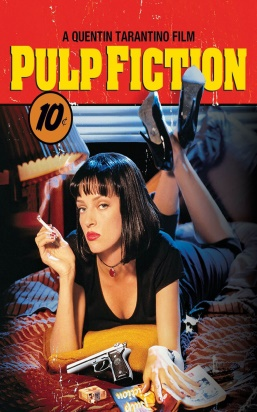 A QUENTIN TARANTINO FILM
PULP FICTION
10¢